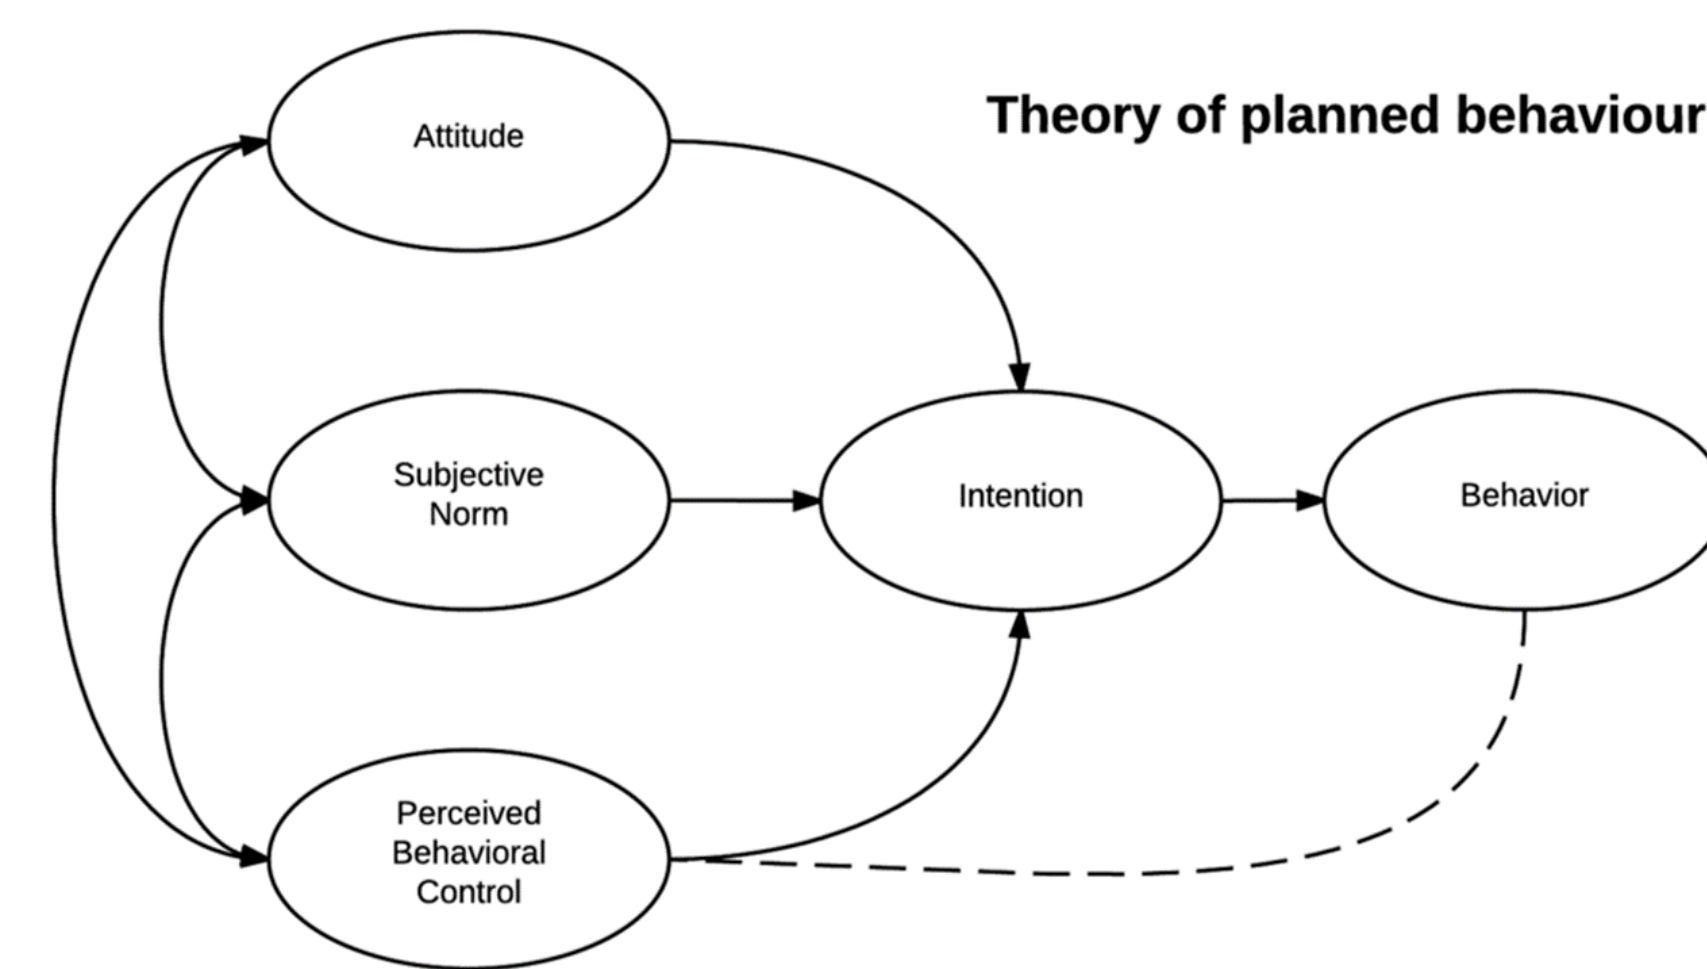 Attitude
Theory of planned behaviour
Subjective
Norm
Intention
Behavior
Perceived
Behavioral
Control